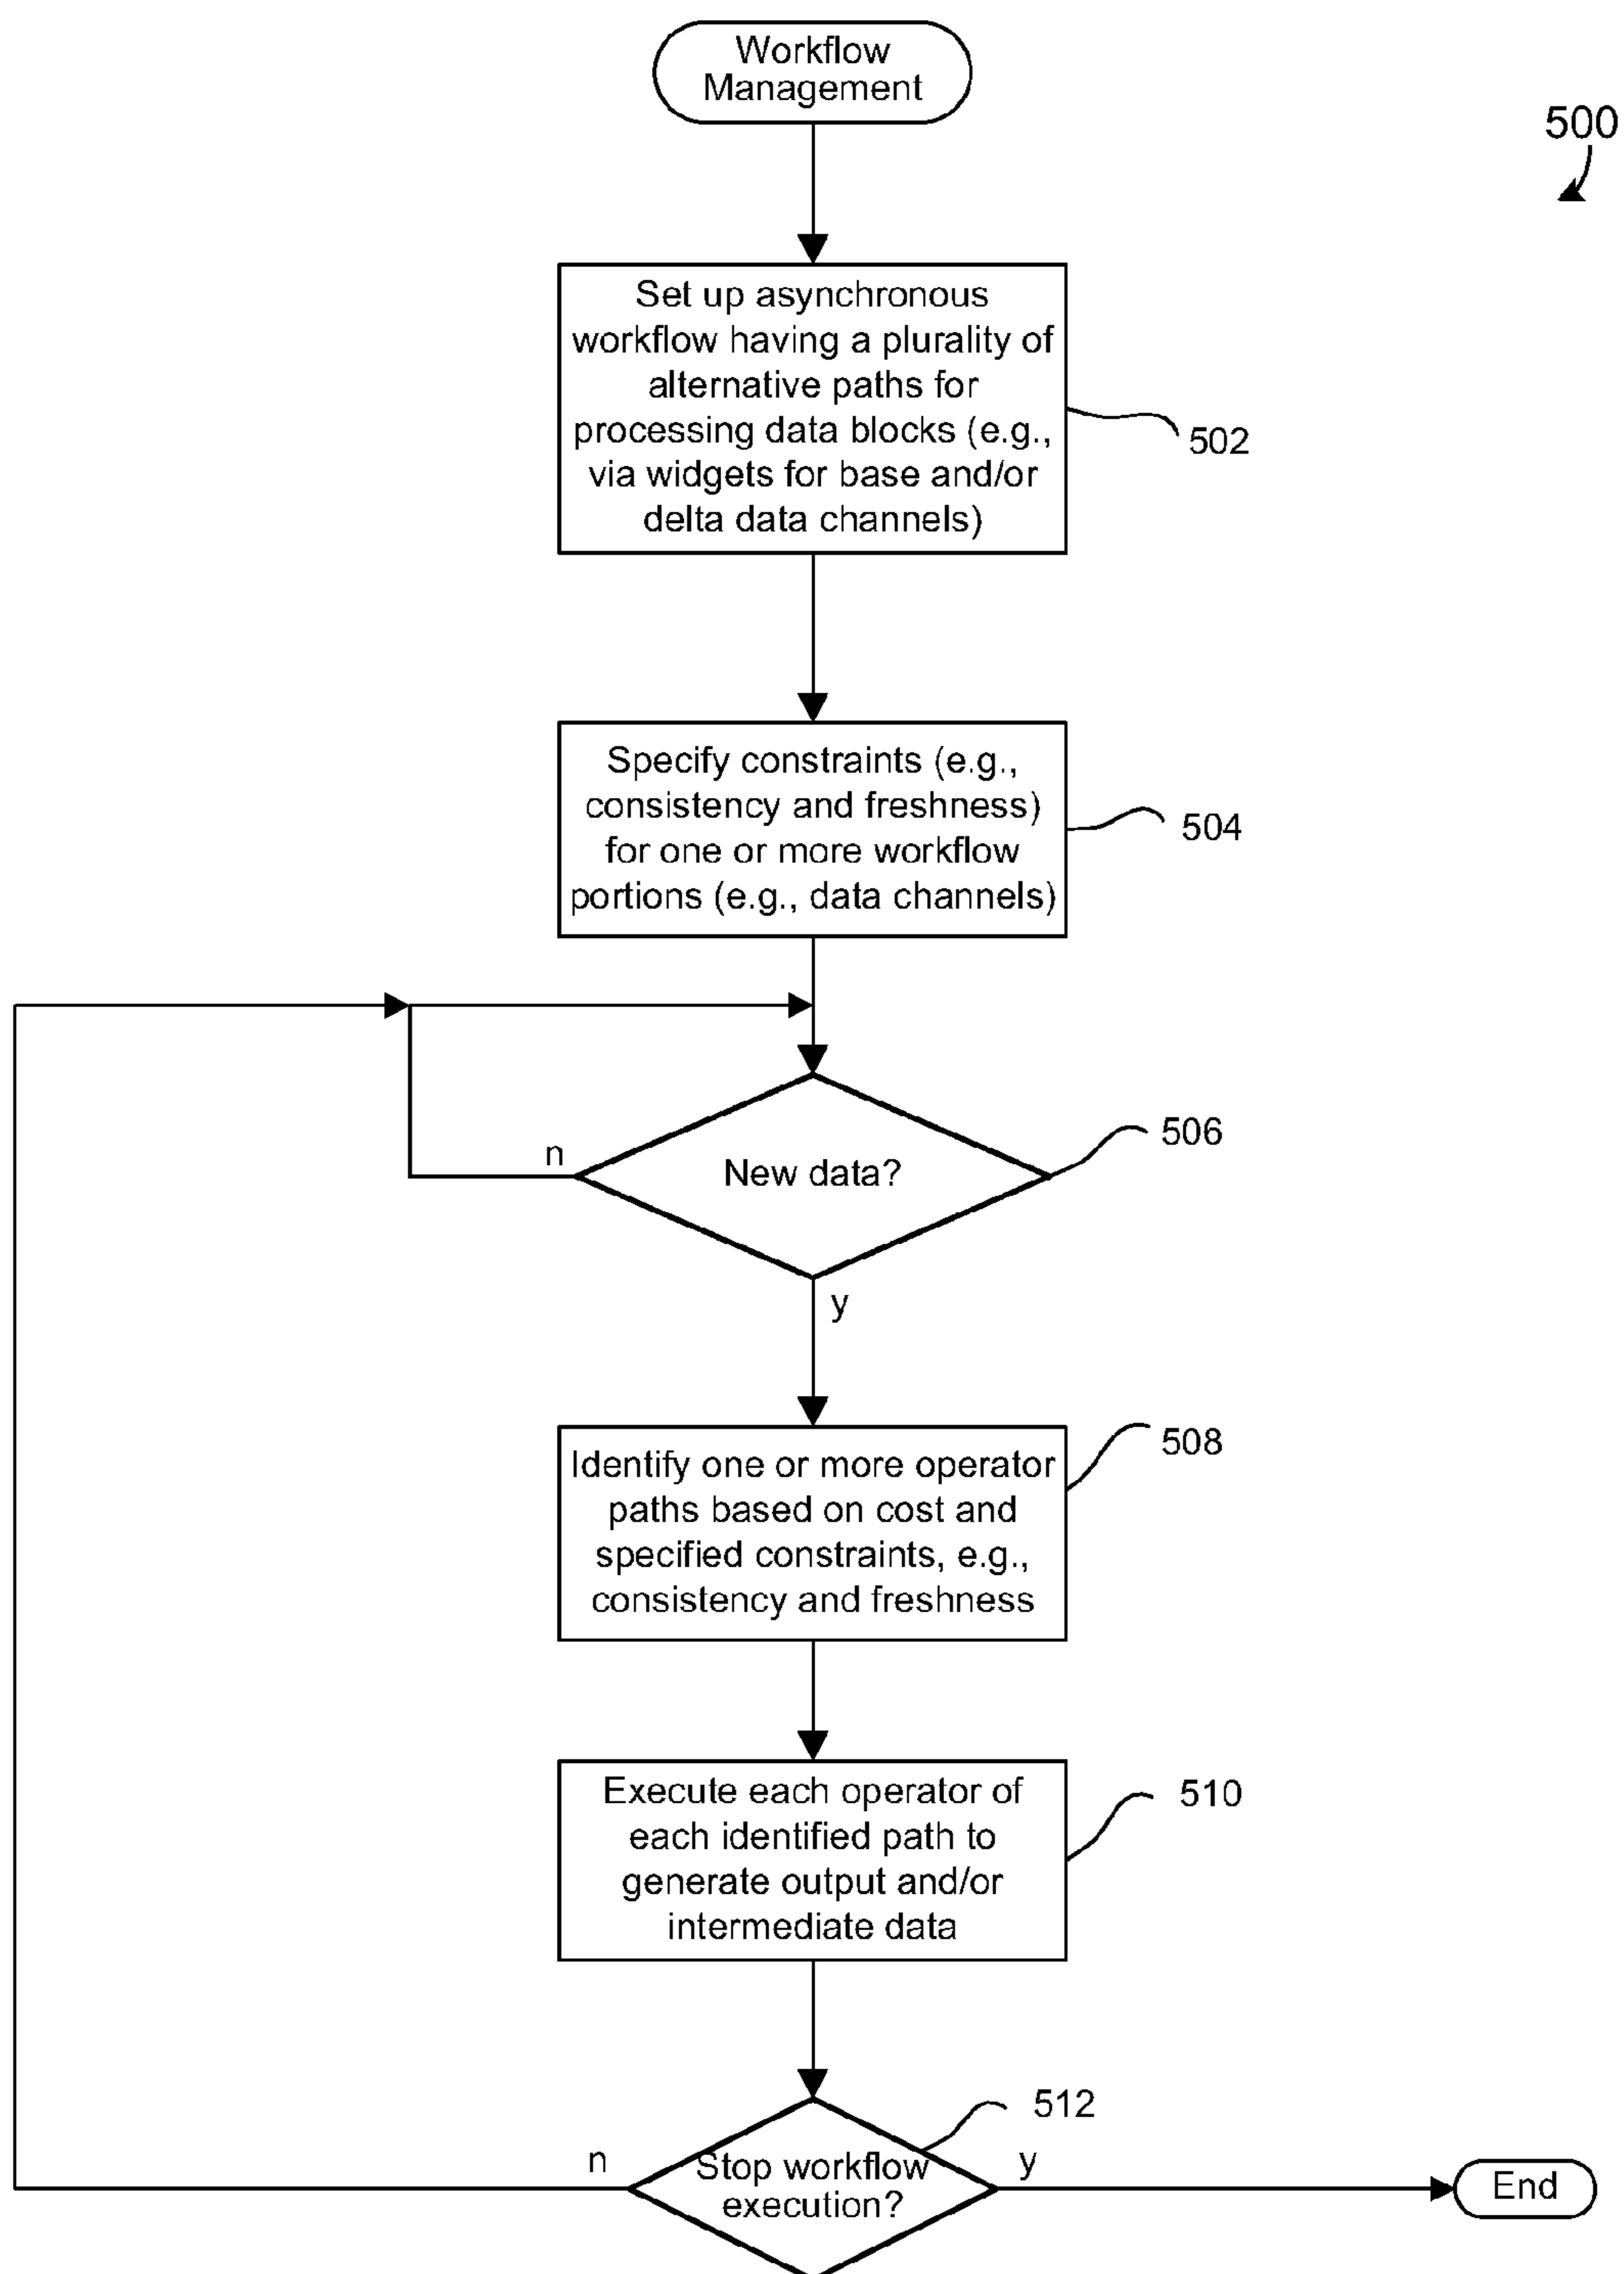 Workflow
Management
500
Set up asynchronous
workflow having a plurality of
alternative paths for
processing data blocks (e.g.,
via widgets for base and/or
delta data channels)
502
Specify constraints (e.g.,
consistency and freshness)
for one or more workflow
portions (e.g., data channels)
504
New data?
506
n
y
Identify one or more operator
paths based on cost and
specified constraints, e.g.,
consistency and freshness
508
Execute each operator of
each identified path to
generate output and/or
intermediate data
510
Stop workflow
execution?
512
n
y
End